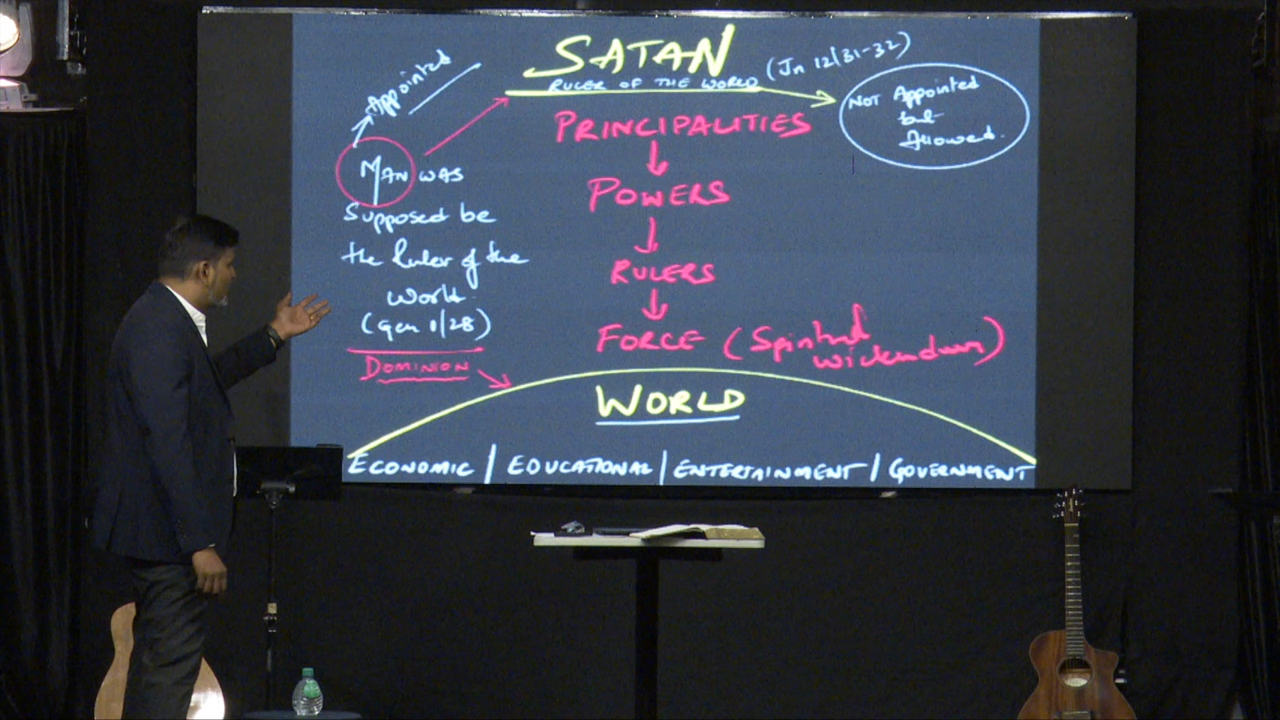 SATAN
RULER OF THE WORLD
(Jn 12/31-32)
Appointed
NOT Appointed
but
Allowed.
MAN WAS
Supposed be
the Ruler of the
World.
(Gen 1/28)
DOMINION
PRINCIPALITIES
POWERS
RULERS
FORCE (Spiritual
WORLD
ECONOMIC / EDUCATIONAL / ENTERTAINMENT / GOVERNMENT